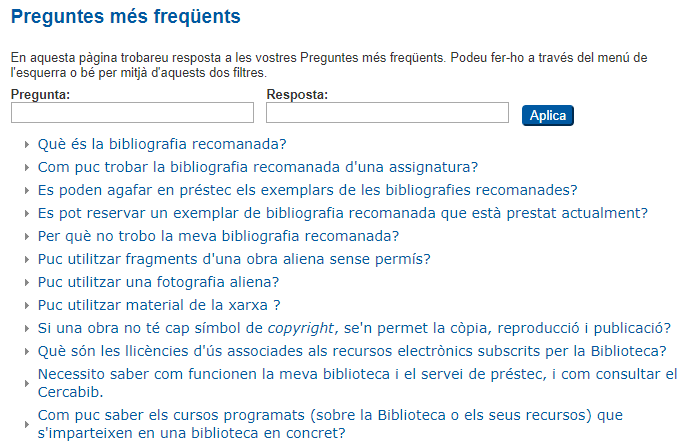 Preguntes més freqüents
En aquesta pàgina trobareu resposta a les vostres Preguntes més freqüents. Podeu fer-ho a través del menú de
l'esquerra o bé per mitjà d'aquests dos filtres.
Pregunta: Resposta:
Aplica
Què és la bibliografia recomanada?
Com puc trobar la bibliografia recomanada d'una assignatura?
Es poden agafar en préstec els exemplars de les bibliografies recomanades?
Es pot reservar un exemplar de bibliografia recomanada que està prestat actualment?
Per què no trobo la meva bibliografia recomanada?
Puc utilitzar fragments d'una obra aliena sense permís?
Puc utilitzar una fotografia aliena?
Puc utilitzar material de la xarxa ?
Si una obra no té cap símbol de copyright, se'n permet la còpia, reproducció i publicació?
Què són les llicències d'ús associades als recursos electrònics subscrits per la Biblioteca?
Necessito saber com funcionen la meva biblioteca i el servei de préstec, i com consultar el
Cercabib.
Com puc saber els cursos programats (sobre la Biblioteca o els seus recursos) que
s'imparteixen en una biblioteca en concret?